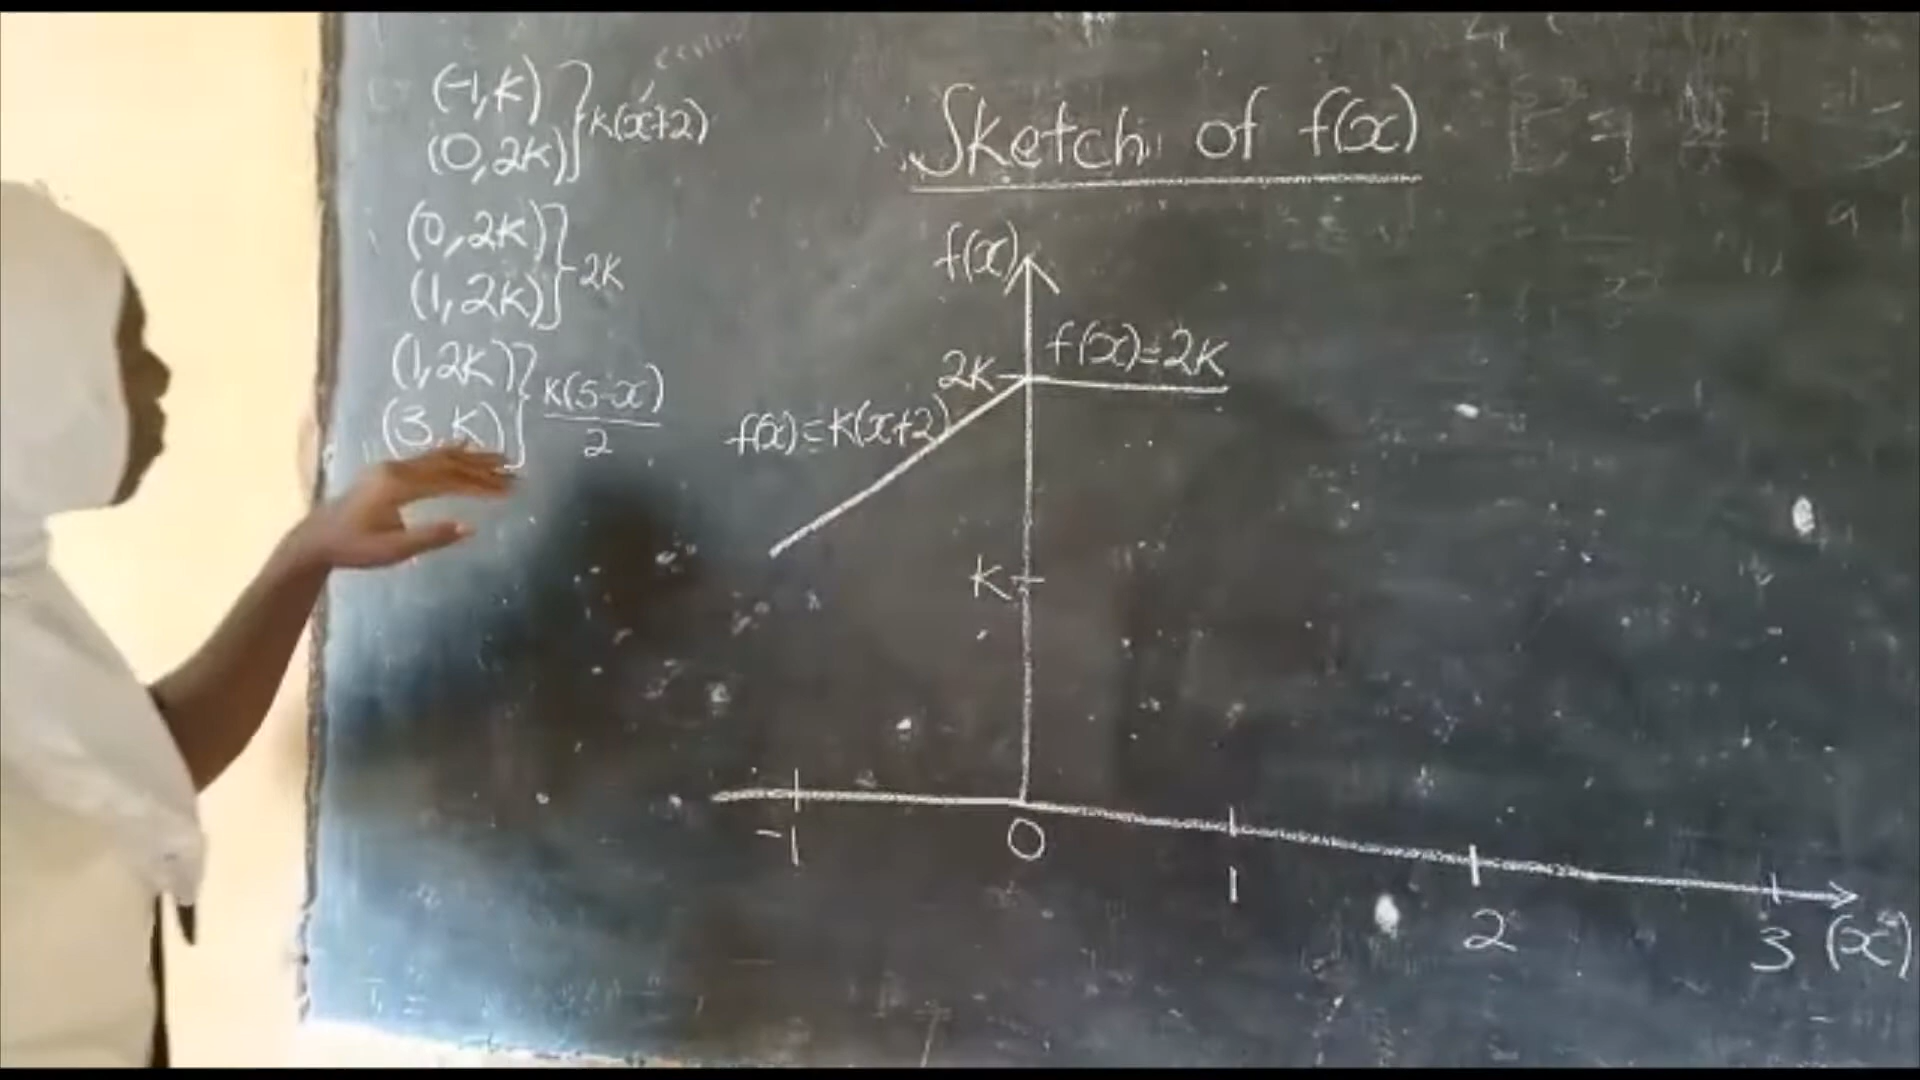 (-1,K)
(0,2K)
K(x+2)
(0,2K)
(1,2K)
2K
(1,2K)
(3,K)
K(5-x)
2
Sketch of f(x)
f(x)
2K
f(x)=2K
f(x)=K(x+2)
K
-1
0
1
2
3
(x)